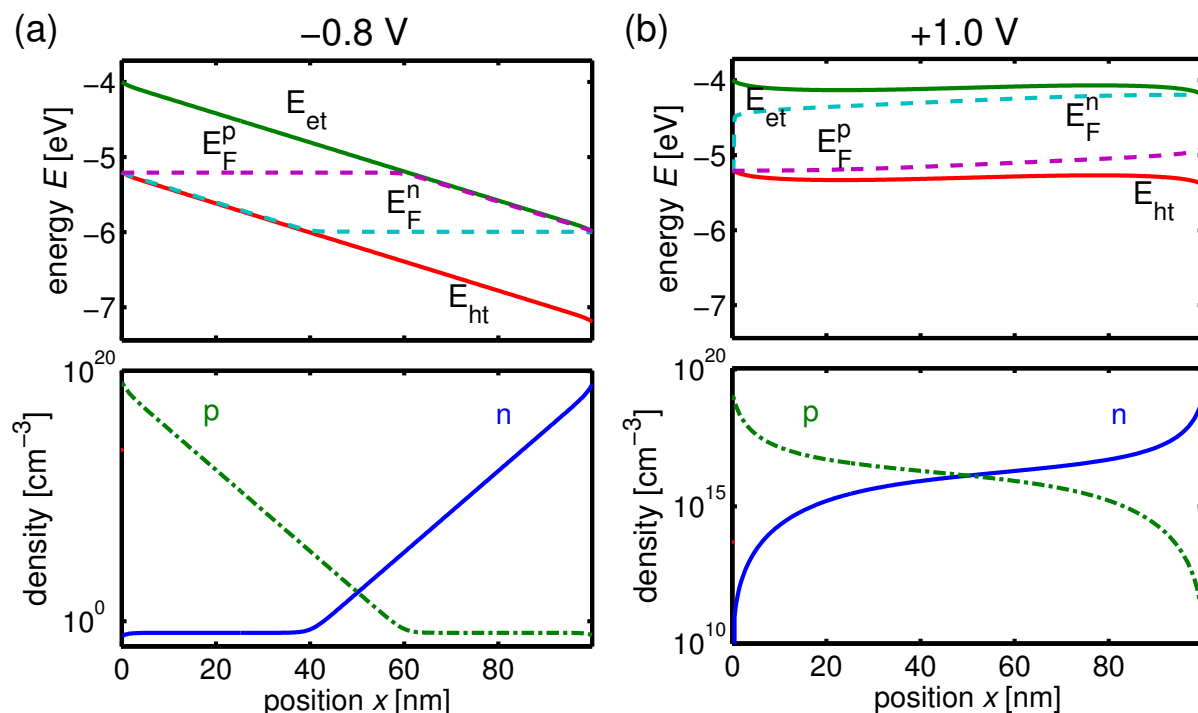 (a)
−0.8 V
energy E [eV]
−4
−5
−6
−7
E_et
E_F^p
E_F^n
E_ht
density [cm^−3]
10^20
10^0
p
n
0
20
40
60
80
position x [nm]
(b)
+1.0 V
energy E [eV]
−4
−5
−6
−7
E_et
E_F^p
E_F^n
E_ht
density [cm^−3]
10^20
10^15
10^10
p
n
0
20
40
60
80
position x [nm]